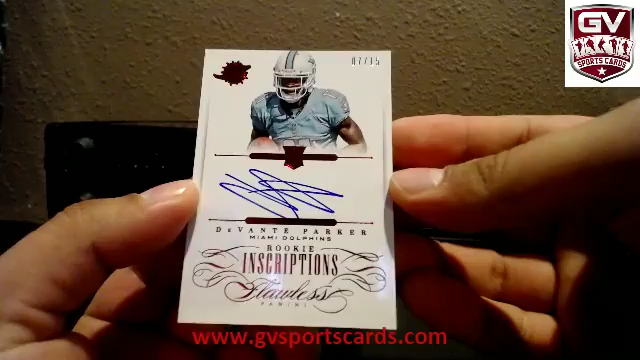 GV
SPORTS CARDS
07/15
DeVANTE PARKER
MIAMI DOLPHINS
ROOKIE
INSCRIPTIONS
Flawless
PANINI
www.gvsportscards.com